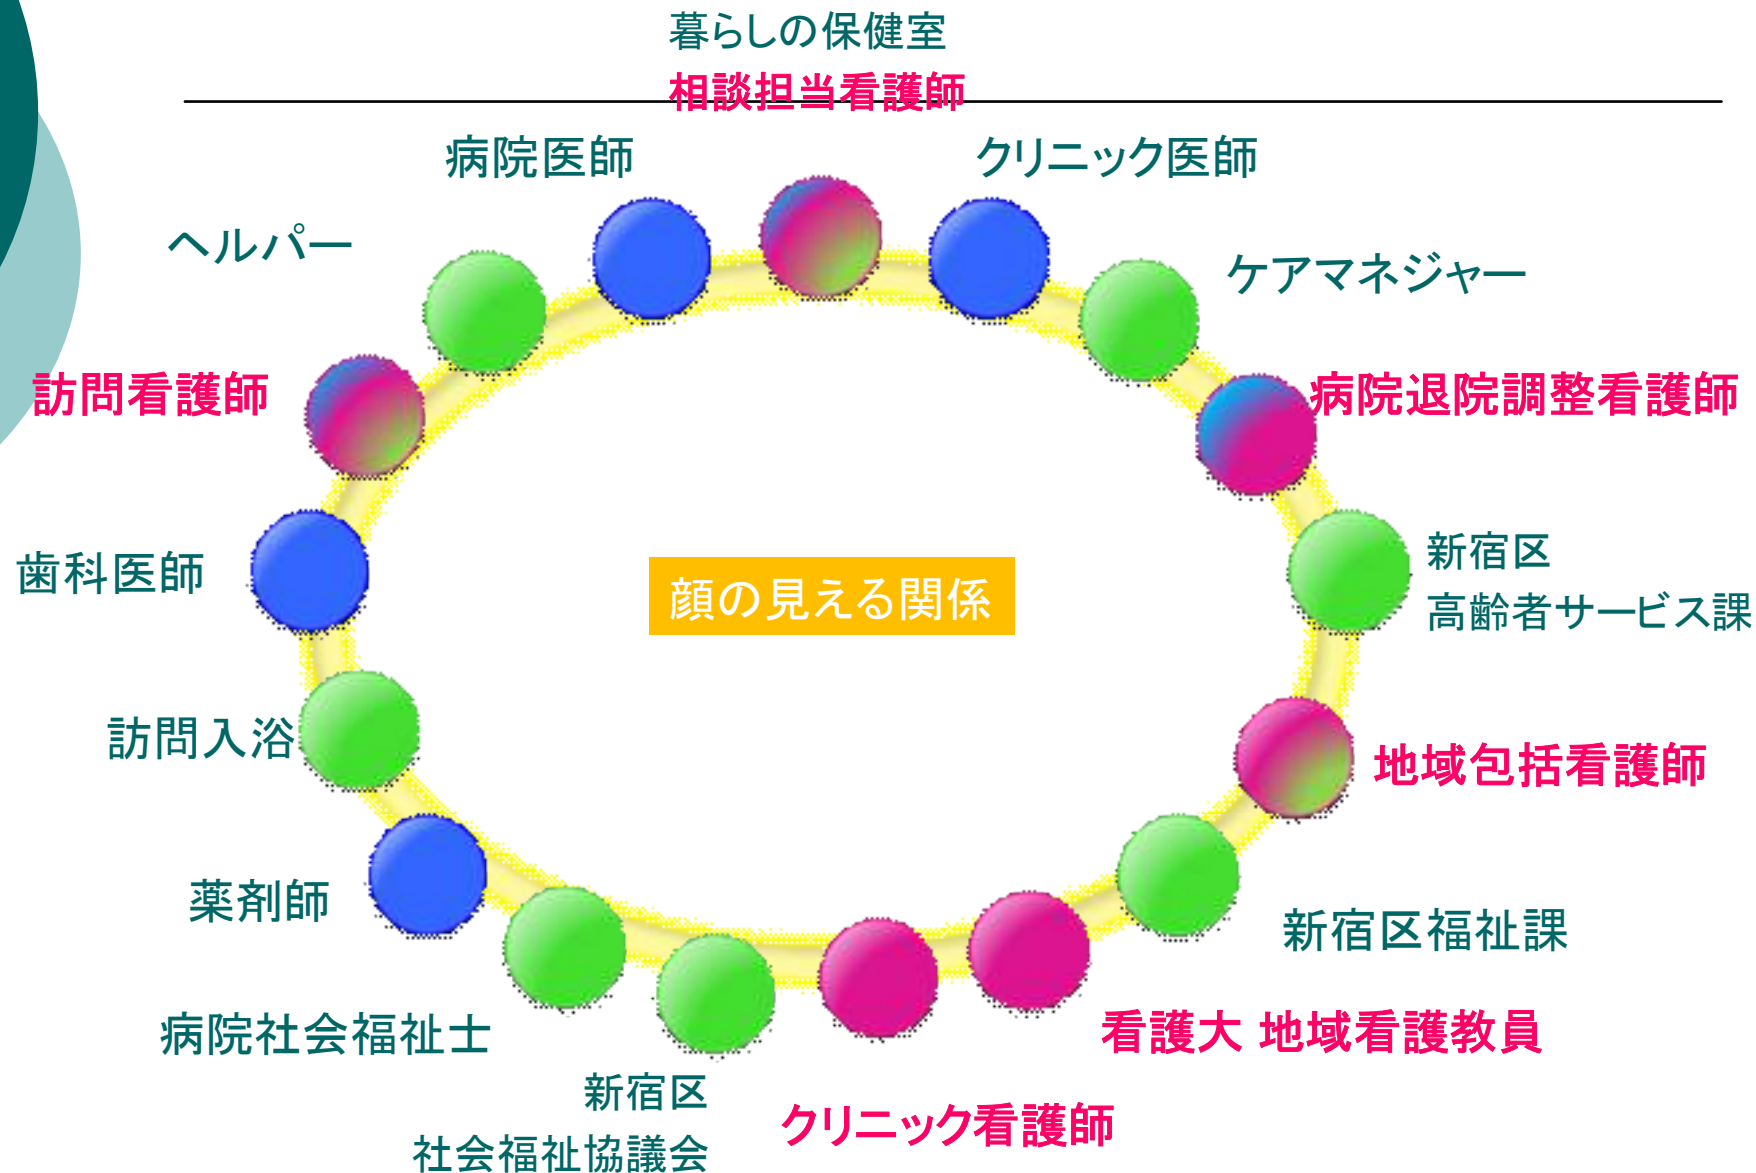 暮らしの保健室
相談担当看護師
病院医師
クリニック医師
ヘルパー
ケアマネジャー
訪問看護師
病院退院調整看護師
歯科医師
新宿区
高齢者サービス課
顔の見える関係
訪問入浴
地域包括看護師
薬剤師
新宿区福祉課
病院社会福祉士
看護大 地域看護教員
新宿区
社会福祉協議会
クリニック看護師